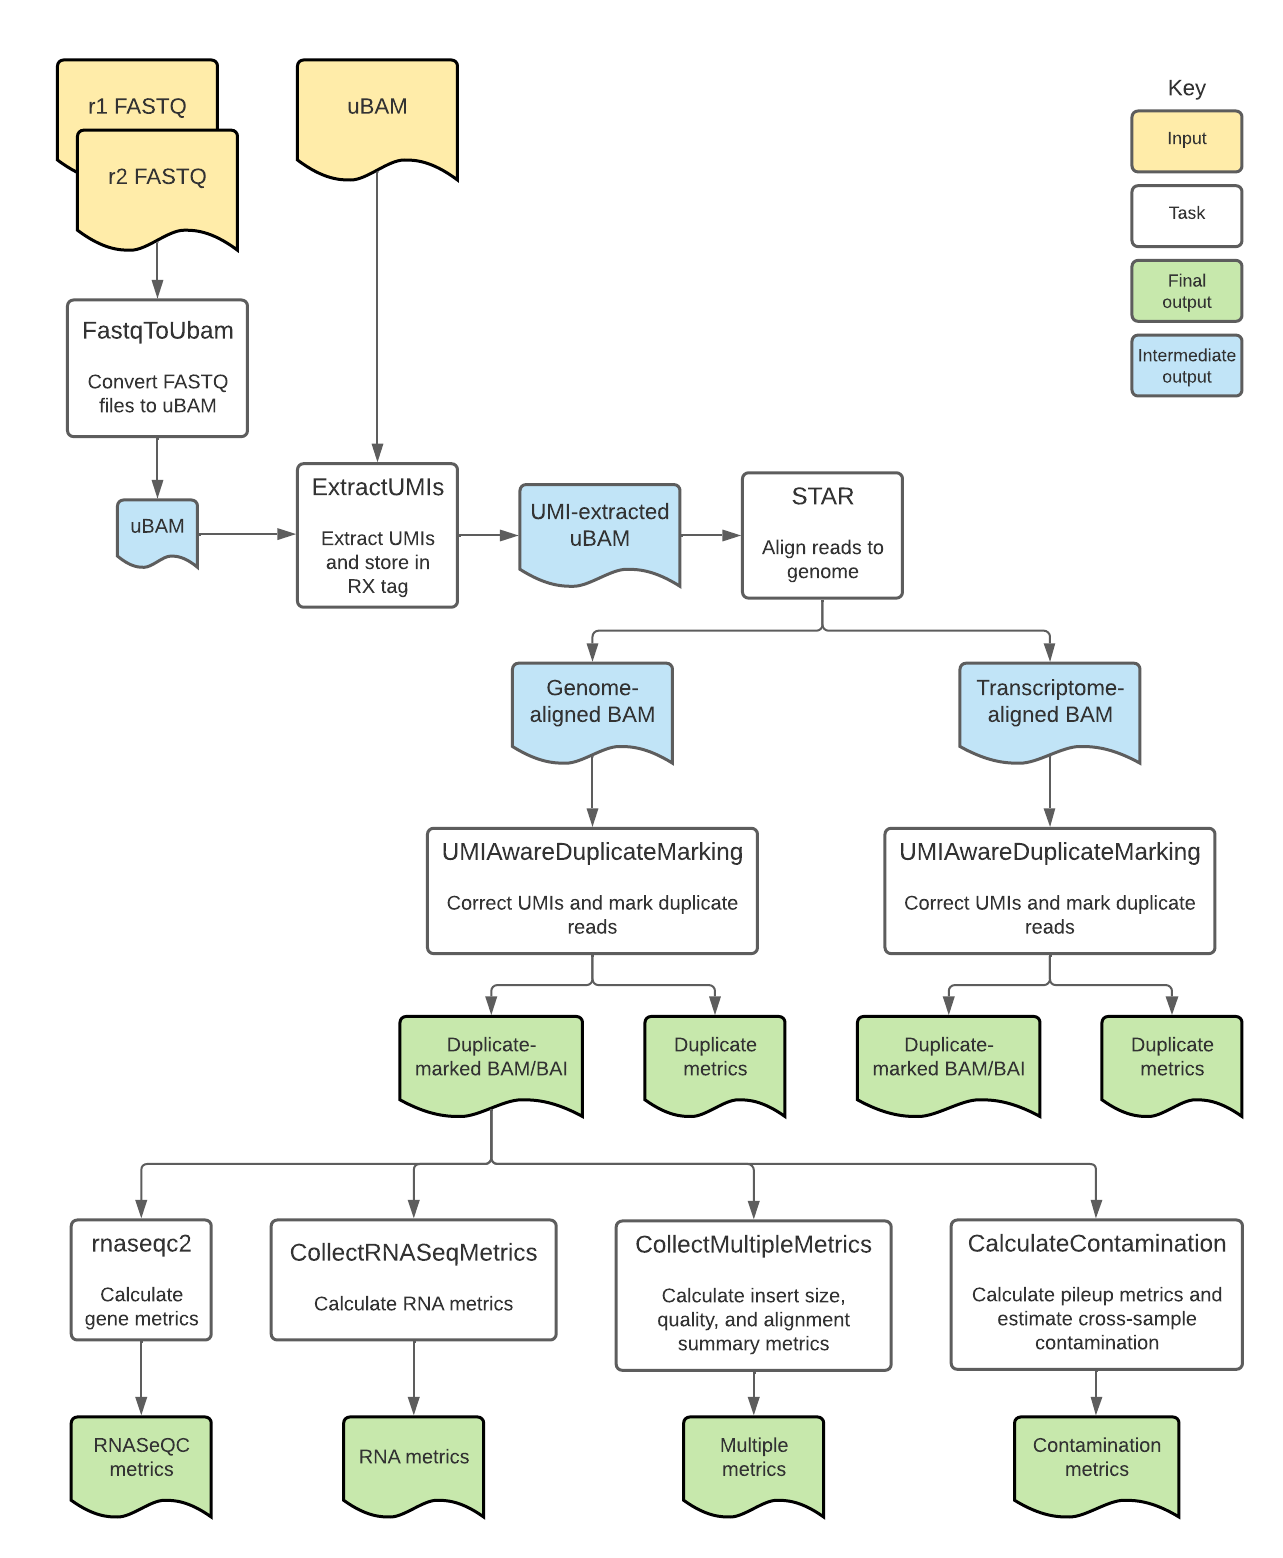 r1 FASTQ
r2 FASTQ
uBAM
Key
Input
Task
Final
output
Intermediate
output
FastqToUbam
Convert FASTQ
files to uBAM
uBAM
ExtractUMIs
Extract UMIs
and store in
RX tag
UMI-extracted
uBAM
STAR
Align reads to
genome
Genome-
aligned BAM
Transcriptome-
aligned BAM
UMIAwareDuplicateMarking
Correct UMIs and mark duplicate
reads
UMIAwareDuplicateMarking
Correct UMIs and mark duplicate
reads
Duplicate-
marked BAM/BAI
Duplicate
metrics
Duplicate-
marked BAM/BAI
Duplicate
metrics
rnaseqc2
Calculate
gene metrics
CollectRNASeqMetrics
Calculate RNA metrics
CollectMultipleMetrics
Calculate insert size,
quality, and alignment
summary metrics
CalculateContamination
Calculate pileup metrics and
estimate cross-sample
contamination
RNASeQC
metrics
RNA metrics
Multiple
metrics
Contamination
metrics